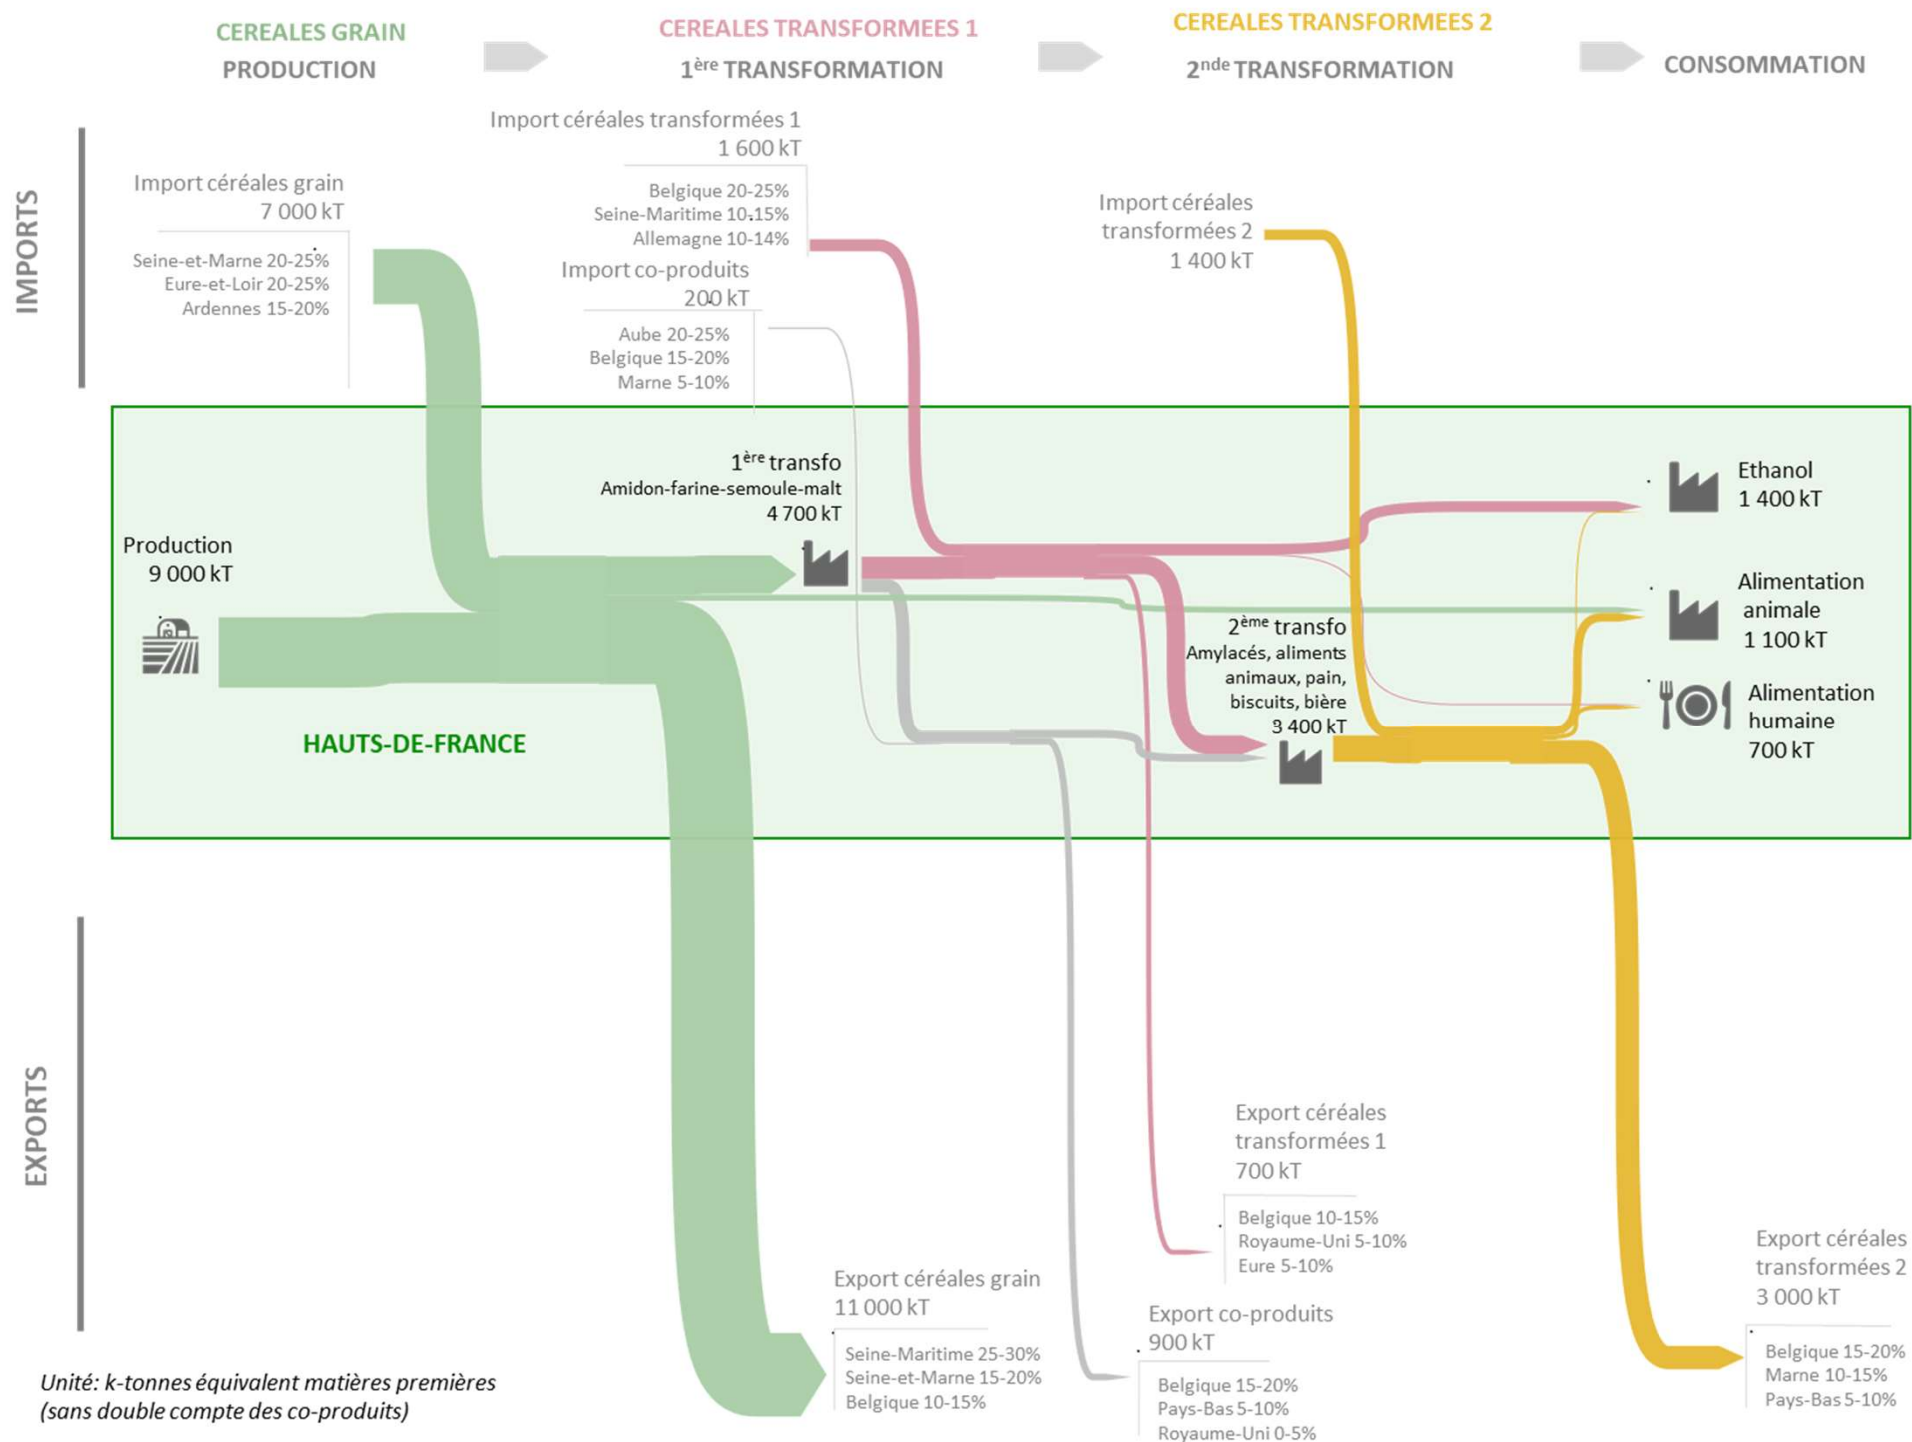 CEREALES GRAIN
PRODUCTION
CEREALES TRANSFORMEES 1
1ère TRANSFORMATION
CEREALES TRANSFORMEES 2
2nde TRANSFORMATION
CONSOMMATION
IMPORTS
Import céréales grain
7 000 kT
Seine-et-Marne 20-25%
Eure-et-Loir 20-25%
Ardennes 15-20%
Import céréales transformées 1
1 600 kT
Belgique 20-25%
Seine-Maritime 10-15%
Allemagne 10-14%
Import co-produits
200 kT
Aube 20-25%
Belgique 15-20%
Marne 5-10%
Import céréales
transformées 2
1 400 kT
Production
9 000 kT
HAUTS-DE-FRANCE
1ère transfo
Amidon-farine-semoule-malt
4 700 kT
2ème transfo
Amylacés, aliments
animaux, pain,
biscuits, bière
3 400 kT
Ethanol
1 400 kT
Alimentation
animale
1 100 kT
Alimentation
humaine
700 kT
EXPORTS
Export céréales grain
11 000 kT
Seine-Maritime 25-30%
Seine-et-Marne 15-20%
Belgique 10-15%
Export céréales
transformées 1
700 kT
Belgique 10-15%
Royaume-Uni 5-10%
Eure 5-10%
Export co-produits
900 kT
Belgique 15-20%
Pays-Bas 5-10%
Royaume-Uni 0-5%
Export céréales
transformées 2
3 000 kT
Belgique 15-20%
Marne 10-15%
Pays-Bas 5-10%
Unité: k-tonnes équivalent matières premières
(sans double compte des co-produits)